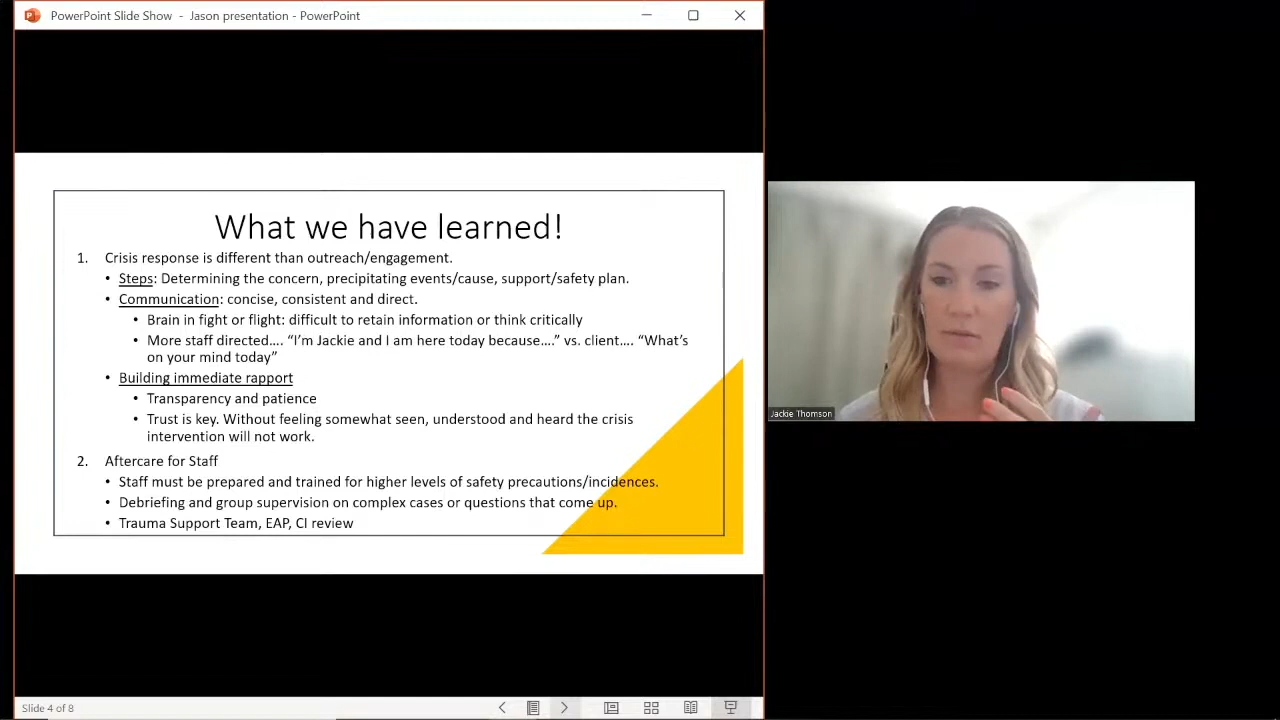 PowerPoint Slide Show - Jason presentation - PowerPoint
What we have learned!
1. Crisis response is different than outreach/engagement.
• Steps: Determining the concern, precipitating events/cause, support/safety plan.
• Communication: concise, consistent and direct.
• Brain in fight or flight: difficult to retain information or think critically
• More staff directed…. “I’m Jackie and I am here today because….” vs. client…. “What’s
on your mind today”
• Building immediate rapport
• Transparency and patience
• Trust is key. Without feeling somewhat seen, understood and heard the crisis
intervention will not work.
2. Aftercare for Staff
• Staff must be prepared and trained for higher levels of safety precautions/incidences.
• Debriefing and group supervision on complex cases or questions that come up.
• Trauma Support Team, EAP, CI review
Jackie Thomson
Slide 4 of 8